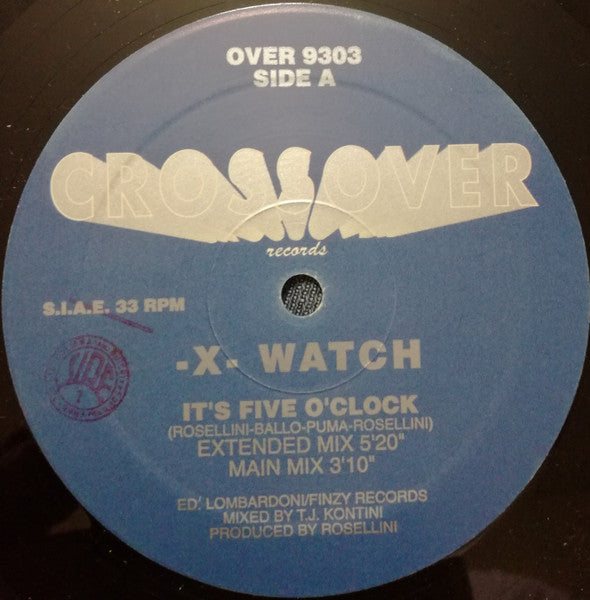 OVER 9303
SIDE A
CROSSOVER
records
S.I.A.E. 33 RPM
-X- WATCH
IT'S FIVE O'CLOCK
(ROSELLINI-BALLO-PUMA-ROSELLINI)
EXTENDED MIX 5'20"
MAIN MIX 3'10"
ED. LOMBARDONI/FINZY RECORDS
MIXED BY T.J. KONTINI
PRODUCED BY ROSELLINI